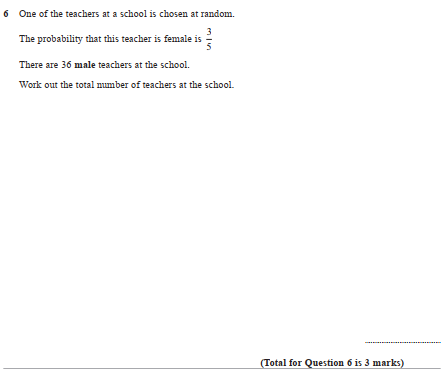 6 One of the teachers at a school is chosen at random.
The probability that this teacher is female is 3/5
There are 36 male teachers at the school.
Work out the total number of teachers at the school.
(Total for Question 6 is 3 marks)